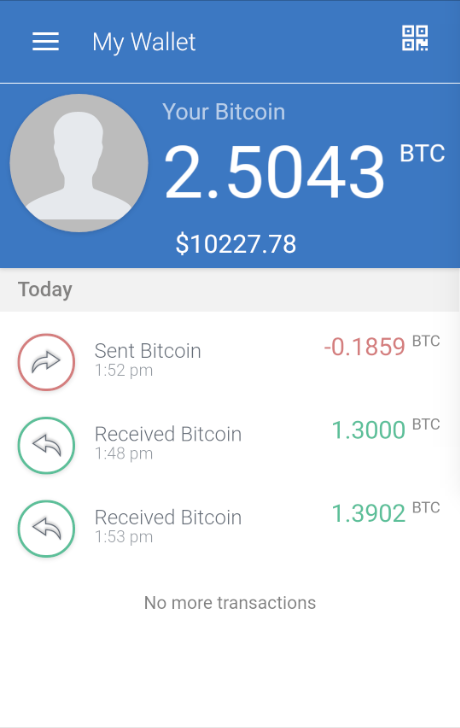 My Wallet
Your Bitcoin
2.5043 BTC
$10227.78
Today
Sent Bitcoin -0.1859 BTC
1:52 pm
Received Bitcoin 1.3000 BTC
1:48 pm
Received Bitcoin 1.3902 BTC
1:53 pm
No more transactions